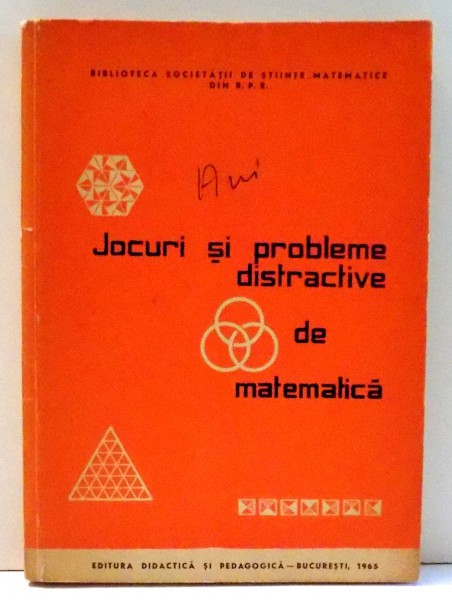 BIBLIOTECA SOCIETĂȚII DE ȘTIINȚE MATEMATICE
DIN R. P. R.
Jocuri și probleme
distractive
de
matematică
EDITURA DIDACTICĂ ȘI PEDAGOGICĂ — BUCUREȘTI, 1965